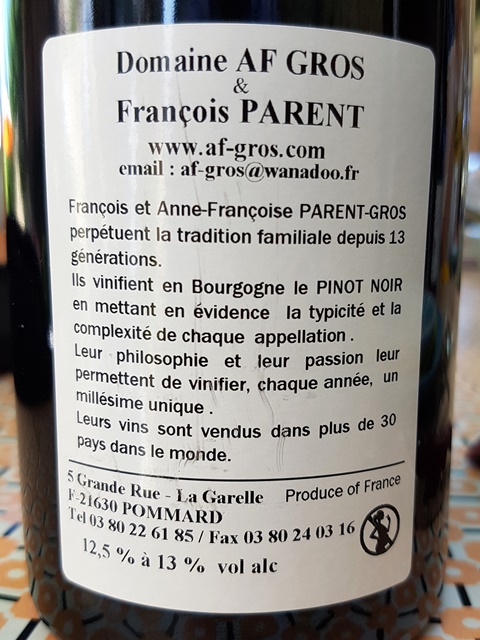 Domaine AF GROS
&
François PARENT
www.af-gros.com
email : af-gros@wanadoo.fr
François et Anne-Françoise PARENT-GROS
perpétuent la tradition familiale depuis 13
générations.
Ils vinifient en Bourgogne le PINOT NOIR
en mettant en évidence la typicité et la
complexité de chaque appellation .
Leur philosophie et leur passion leur
permettent de vinifier, chaque année, un
millésime unique .
Leurs vins sont vendus dans plus de 30
pays dans le monde.
5 Grande Rue - La Garelle Produce of France
F-21630 POMMARD
Tel 03 80 22 61 85 / Fax 03 80 24 03 16
12,5 % à 13 % vol alc